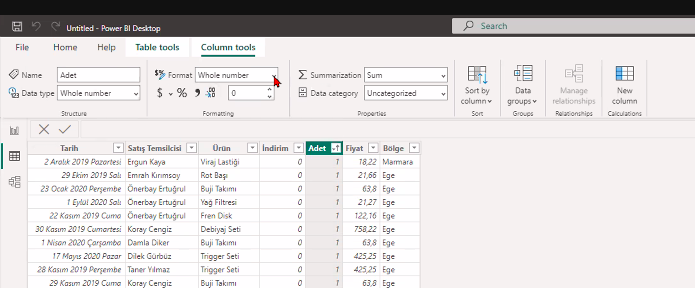 Untitled - Power BI Desktop
Search
File Home Help Table tools Column tools
Name Adet
Format Whole number
Summarization Sum
Data type Whole number
$ % 0
Data category Uncategorized
Sort by column
Data groups
Manage relationships
New column
Structure Formatting Properties Sort Groups Relationships Calculations
Tarih Satış Temsilcisi Ürün İndirim Adet Fiyat Bölge
2 Aralık 2019 Pazartesi Ergun Kaya Viraj Lastiği 0 1 18,22 Marmara
29 Ekim 2019 Salı Emrah Kırımsoy Rot Başı 0 1 21,66 Ege
23 Ocak 2020 Perşembe Önerbay Ertuğrul Buji Takımı 0 1 63,8 Ege
1 Eylül 2020 Salı Önerbay Ertuğrul Yağ Filtresi 0 1 21,27 Ege
22 Kasım 2019 Cuma Önerbay Ertuğrul Fren Disk 0 1 122,16 Ege
30 Kasım 2019 Cumartesi Koray Cengiz Debiyaj Seti 0 1 758,22 Ege
1 Nisan 2020 Çarşamba Damla Diker Buji Takımı 0 1 63,8 Ege
17 Mayıs 2020 Pazar Dilek Gürbüz Trigger Seti 0 1 425,25 Ege
28 Kasım 2019 Perşembe Taner Yılmaz Trigger Seti 0 1 425,25 Ege
29 Kasım 2019 Cuma Koray Cengiz Buji Takımı 0 1 63,8 Ege